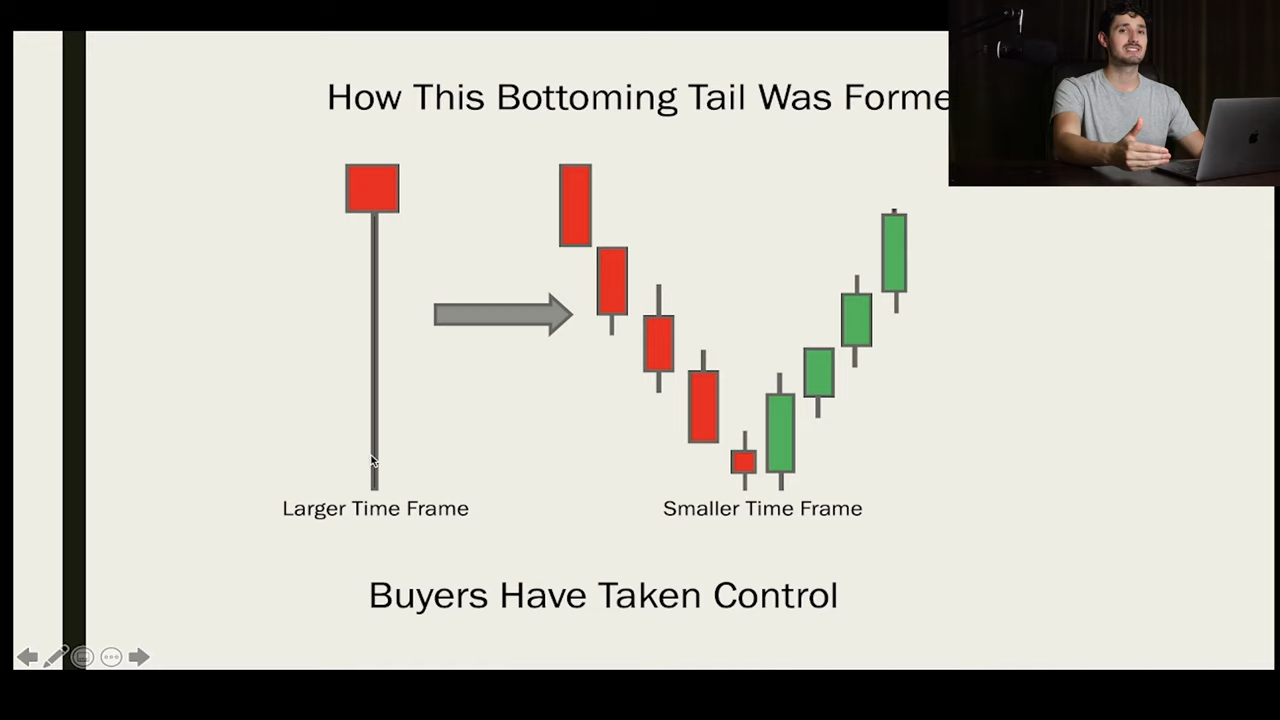 How This Bottoming Tail Was Forme
Larger Time Frame
Smaller Time Frame
Buyers Have Taken Control